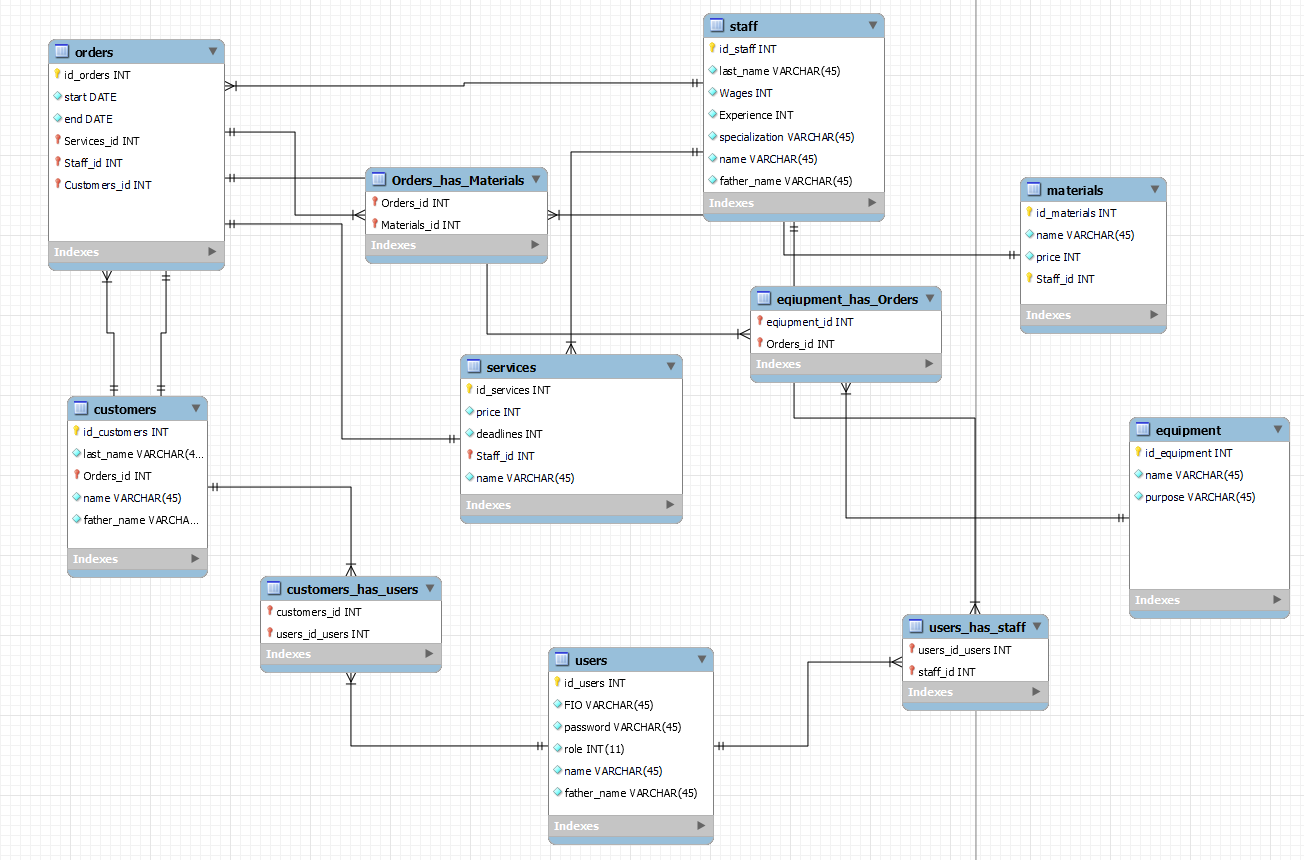 orders
id_orders INT
start DATE
end DATE
Services_id INT
Staff_id INT
Customers_id INT
Indexes
staff
id_staff INT
last_name VARCHAR(45)
Wages INT
Experience INT
specialization VARCHAR(45)
name VARCHAR(45)
father_name VARCHAR(45)
Indexes
Orders_has_Materials
Orders_id INT
Materials_id INT
Indexes
materials
id_materials INT
name VARCHAR(45)
price INT
Staff_id INT
Indexes
eqiupment_has_Orders
eqiupment_id INT
Orders_id INT
Indexes
services
id_services INT
price INT
deadlines INT
Staff_id INT
name VARCHAR(45)
Indexes
customers
id_customers INT
last_name VARCHAR(4...
Orders_id INT
name VARCHAR(45)
father_name VARCHA...
Indexes
equipment
id_equipment INT
name VARCHAR(45)
purpose VARCHAR(45)
Indexes
customers_has_users
customers_id INT
users_id_users INT
Indexes
users_has_staff
users_id_users INT
staff_id INT
Indexes
users
id_users INT
FIO VARCHAR(45)
password VARCHAR(45)
role INT(11)
name VARCHAR(45)
father_name VARCHAR(45)
Indexes